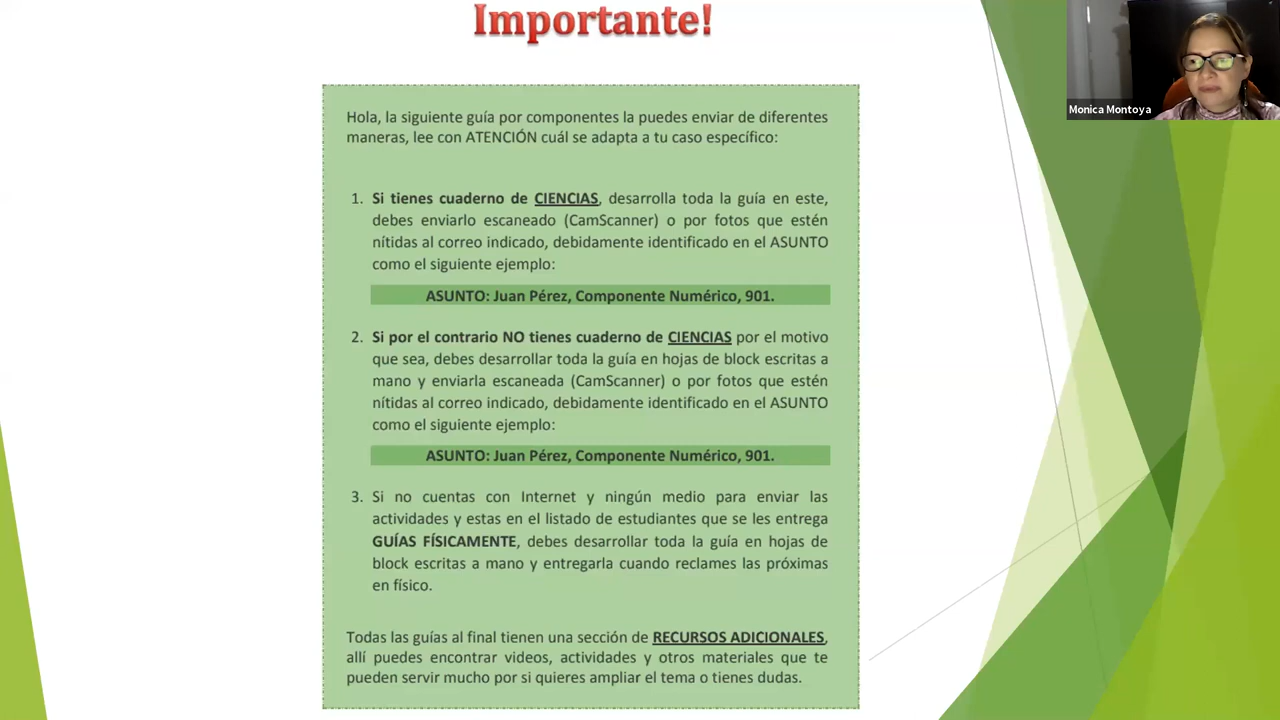 Importante!
Monica Montoya
Hola, la siguiente guía por componentes la puedes enviar de diferentes
maneras, lee con ATENCIÓN cuál se adapta a tu caso específico:
1. Si tienes cuaderno de CIENCIAS, desarrolla toda la guía en este,
debes enviarlo escaneado (CamScanner) o por fotos que estén
nítidas al correo indicado, debidamente identificado en el ASUNTO
como el siguiente ejemplo:
ASUNTO: Juan Pérez, Componente Numérico, 901.
2. Si por el contrario NO tienes cuaderno de CIENCIAS por el motivo
que sea, debes desarrollar toda la guía en hojas de block escritas a
mano y enviarla escaneada (CamScanner) o por fotos que estén
nítidas al correo indicado, debidamente identificado en el ASUNTO
como el siguiente ejemplo:
ASUNTO: Juan Pérez, Componente Numérico, 901.
3. Si no cuentas con Internet y ningún medio para enviar las
actividades y estas en el listado de estudiantes que se les entrega
GUÍAS FÍSICAMENTE, debes desarrollar toda la guía en hojas de
block escritas a mano y entregarla cuando reclames las próximas
en físico.
Todas las guías al final tienen una sección de RECURSOS ADICIONALES,
allí puedes encontrar videos, actividades y otros materiales que te
pueden servir mucho por si quieres ampliar el tema o tienes dudas.